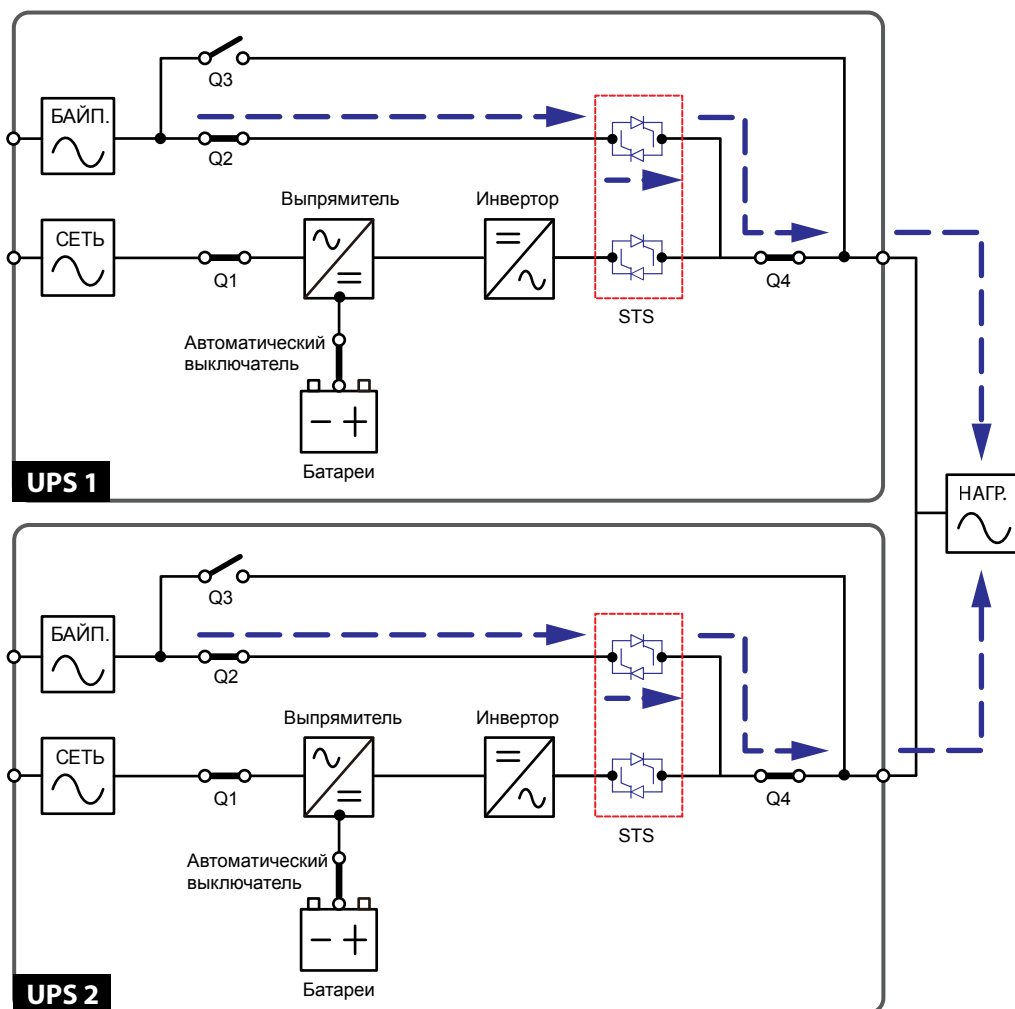 Q3
БАЙП.
Q2
Выпрямитель
Инвертор
СЕТЬ
Q1
Q4
STS
Автоматический
выключатель
Батареи
UPS 1
НАГР.
Q3
БАЙП.
Q2
Выпрямитель
Инвертор
СЕТЬ
Q1
Q4
STS
Автоматический
выключатель
Батареи
UPS 2